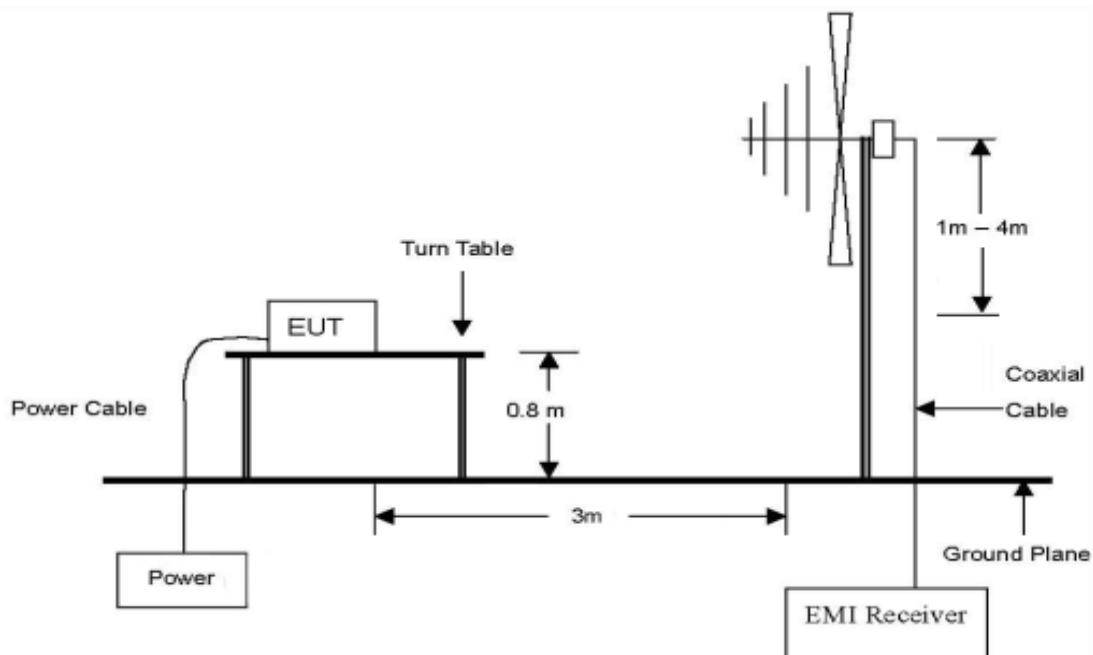 1m – 4m
Turn Table
EUT
Coaxial
Cable
Power Cable
0.8 m
3m
Ground Plane
Power
EMI Receiver